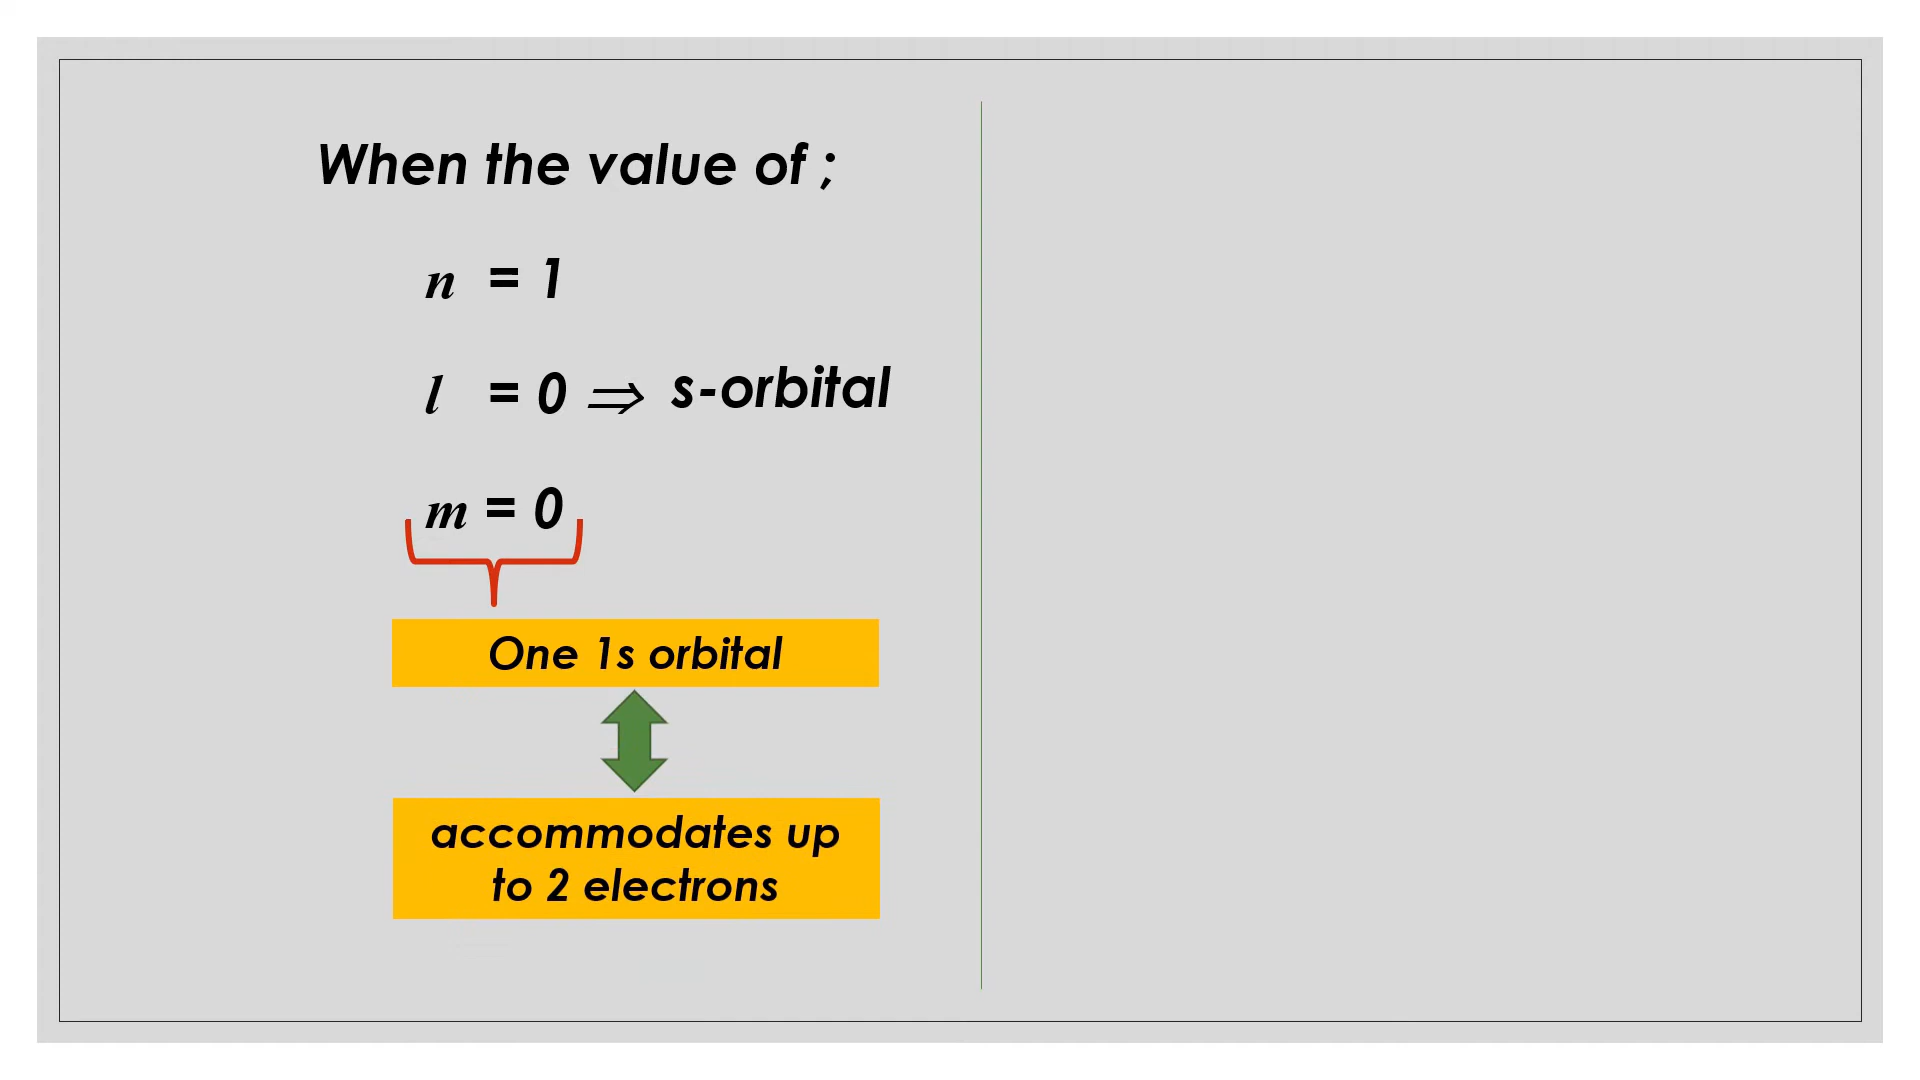 When the value of ;
n = 1
l = 0 ⇒ s-orbital
m = 0
One 1s orbital
accommodates up
to 2 electrons